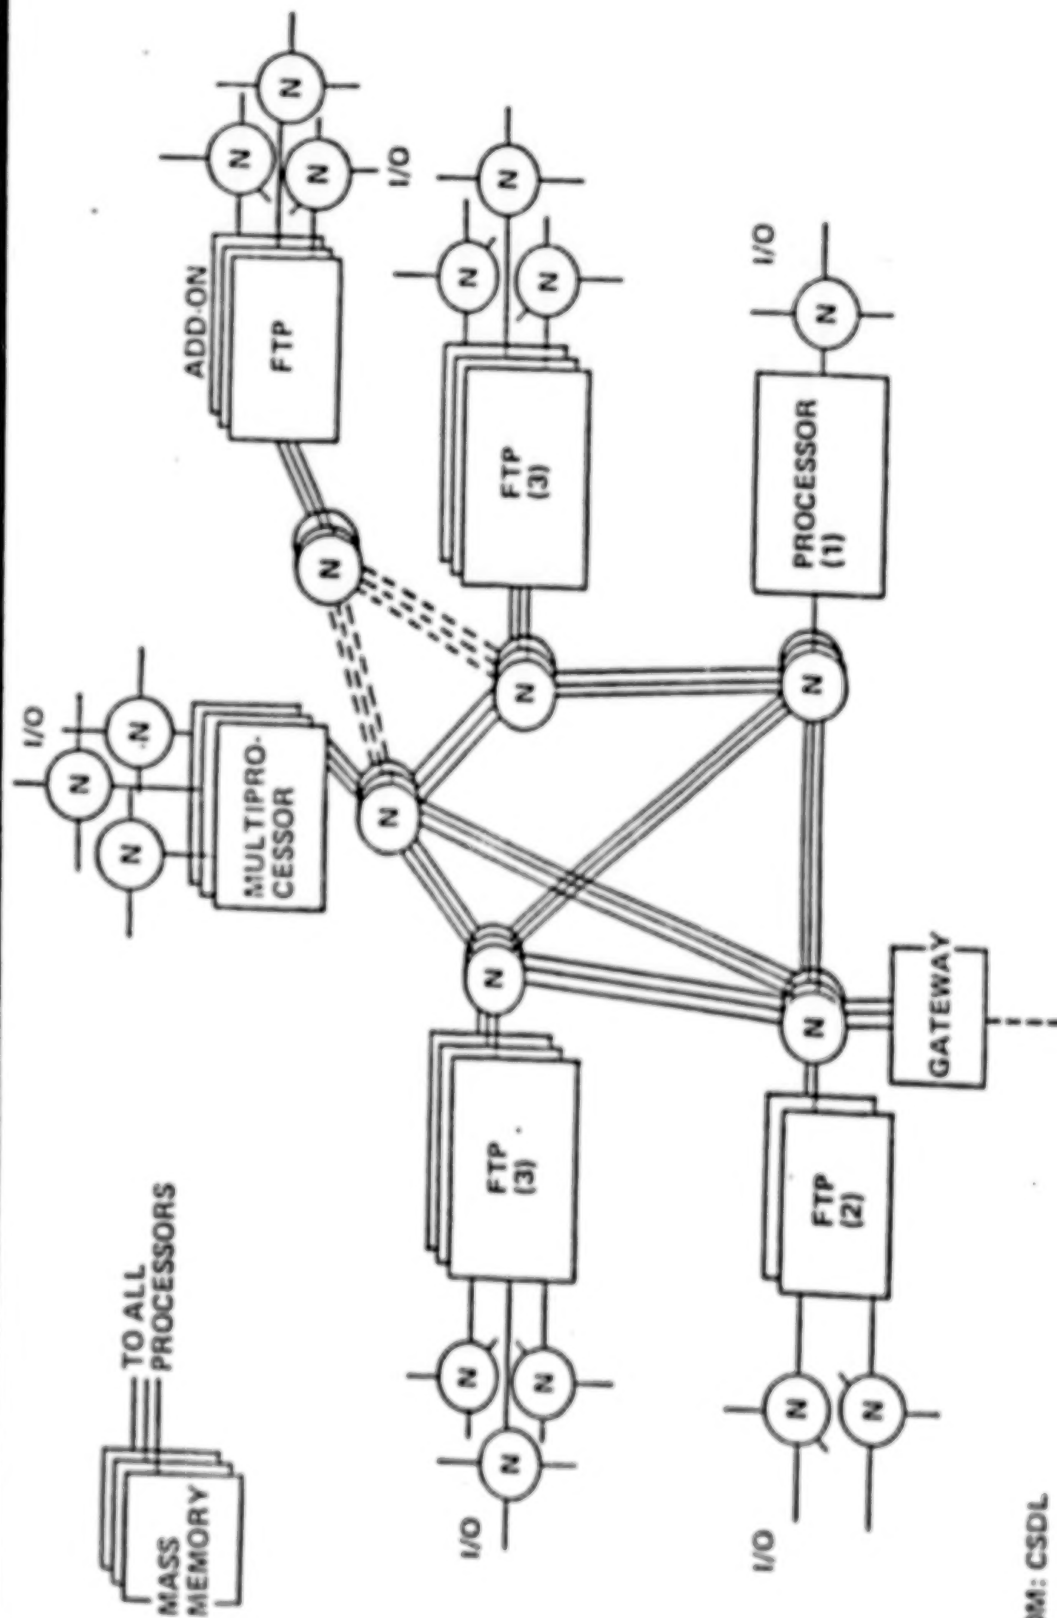 MASS
MEMORY
TO ALL
PROCESSORS
I/O
N
N
N
MULTIPRO-
CESSOR
N
ADD-ON
FTP
N
N
N
N
I/O
I/O
N
N
N
FTP
(3)
N
N
FTP
(3)
N
N
N
I/O
N
N
FTP
(2)
N
GATEWAY
N
PROCESSOR
(1)
N
I/O
OM: CSDL